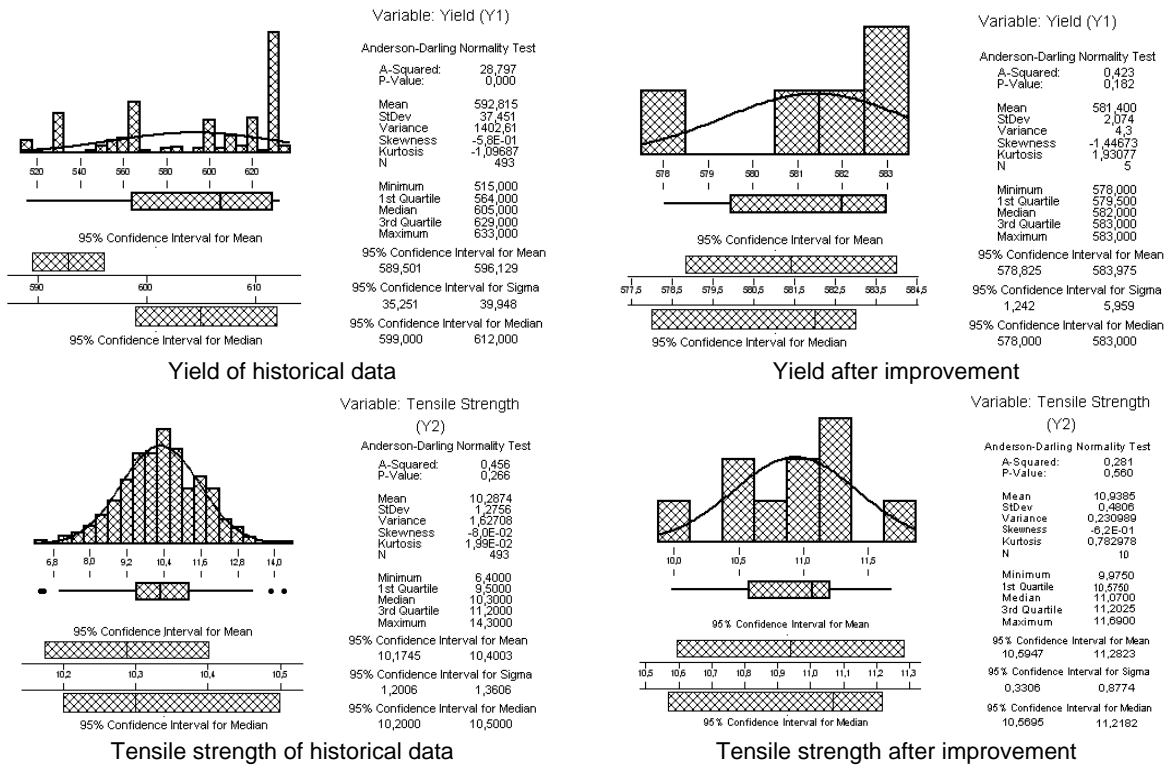 Variable: Yield (Y1)
Anderson-Darling Normality Test
A-Squared: 28,797
P-Value: 0,000
Mean 592,815
StDev 37,451
Variance 1402,61
Skewness -5,8E-01
Kurtosis -1,09687
N 493
Minimum 515,000
1st Quartile 564,000
Median 605,000
3rd Quartile 629,000
Maximum 633,000
95% Confidence Interval for Mean
589,501 596,129
95% Confidence Interval for Sigma
35,251 39,948
95% Confidence Interval for Median
599,000 612,000
520 540 560 580 600 620
95% Confidence Interval for Mean
590 600 610
95% Confidence Interval for Median
Yield of historical data
Variable: Yield (Y1)
Anderson-Darling Normality Test
A-Squared: 0,423
P-Value: 0,182
Mean 581,400
StDev 2,074
Variance 4,3
Skewness -1,44673
Kurtosis 1,93077
N 5
Minimum 578,000
1st Quartile 579,500
Median 582,000
3rd Quartile 583,000
Maximum 583,000
95% Confidence Interval for Mean
578,825 583,975
95% Confidence Interval for Sigma
1,242 5,959
95% Confidence Interval for Median
578,000 583,000
578 579 580 581 582 583
95% Confidence Interval for Mean
577,5 578,5 579,5 580,5 581,5 582,5 583,5 584,5
95% Confidence Interval for Median
Yield after improvement
Variable: Tensile Strength
(Y2)
Anderson-Darling Normality Test
A-Squared: 0,456
P-Value: 0,266
Mean 10,2874
StDev 1,2756
Variance 1,62708
Skewness -8,0E-02
Kurtosis 1,99E-02
N 493
Minimum 6,4000
1st Quartile 9,5000
Median 10,3000
3rd Quartile 11,2000
Maximum 14,3000
95% Confidence Interval for Mean
10,1745 10,4003
95% Confidence Interval for Sigma
1,2006 1,3606
95% Confidence Interval for Median
10,2000 10,5000
6,8 8,0 9,2 10,4 11,6 12,8 14,0
95% Confidence Interval for Mean
10,2 10,3 10,4 10,5
95% Confidence Interval for Median
Tensile strength of historical data
Variable: Tensile Strength
(Y2)
Anderson-Darling Normality Test
A-Squared: 0,281
P-Value: 0,560
Mean 10,9385
StDev 0,4806
Variance 0,230989
Skewness -6,2E-01
Kurtosis 0,782978
N 10
Minimum 9,9750
1st Quartile 10,5750
Median 11,0700
3rd Quartile 11,2025
Maximum 11,6900
95% Confidence Interval for Mean
10,5947 11,2823
95% Confidence Interval for Sigma
0,3306 0,8774
95% Confidence Interval for Median
10,5695 11,2182
10,0 10,5 11,0 11,5
95% Confidence Interval for Mean
10,5 10,6 10,7 10,8 10,9 11,0 11,1 11,2 11,3
95% Confidence Interval for Median
Tensile strength after improvement